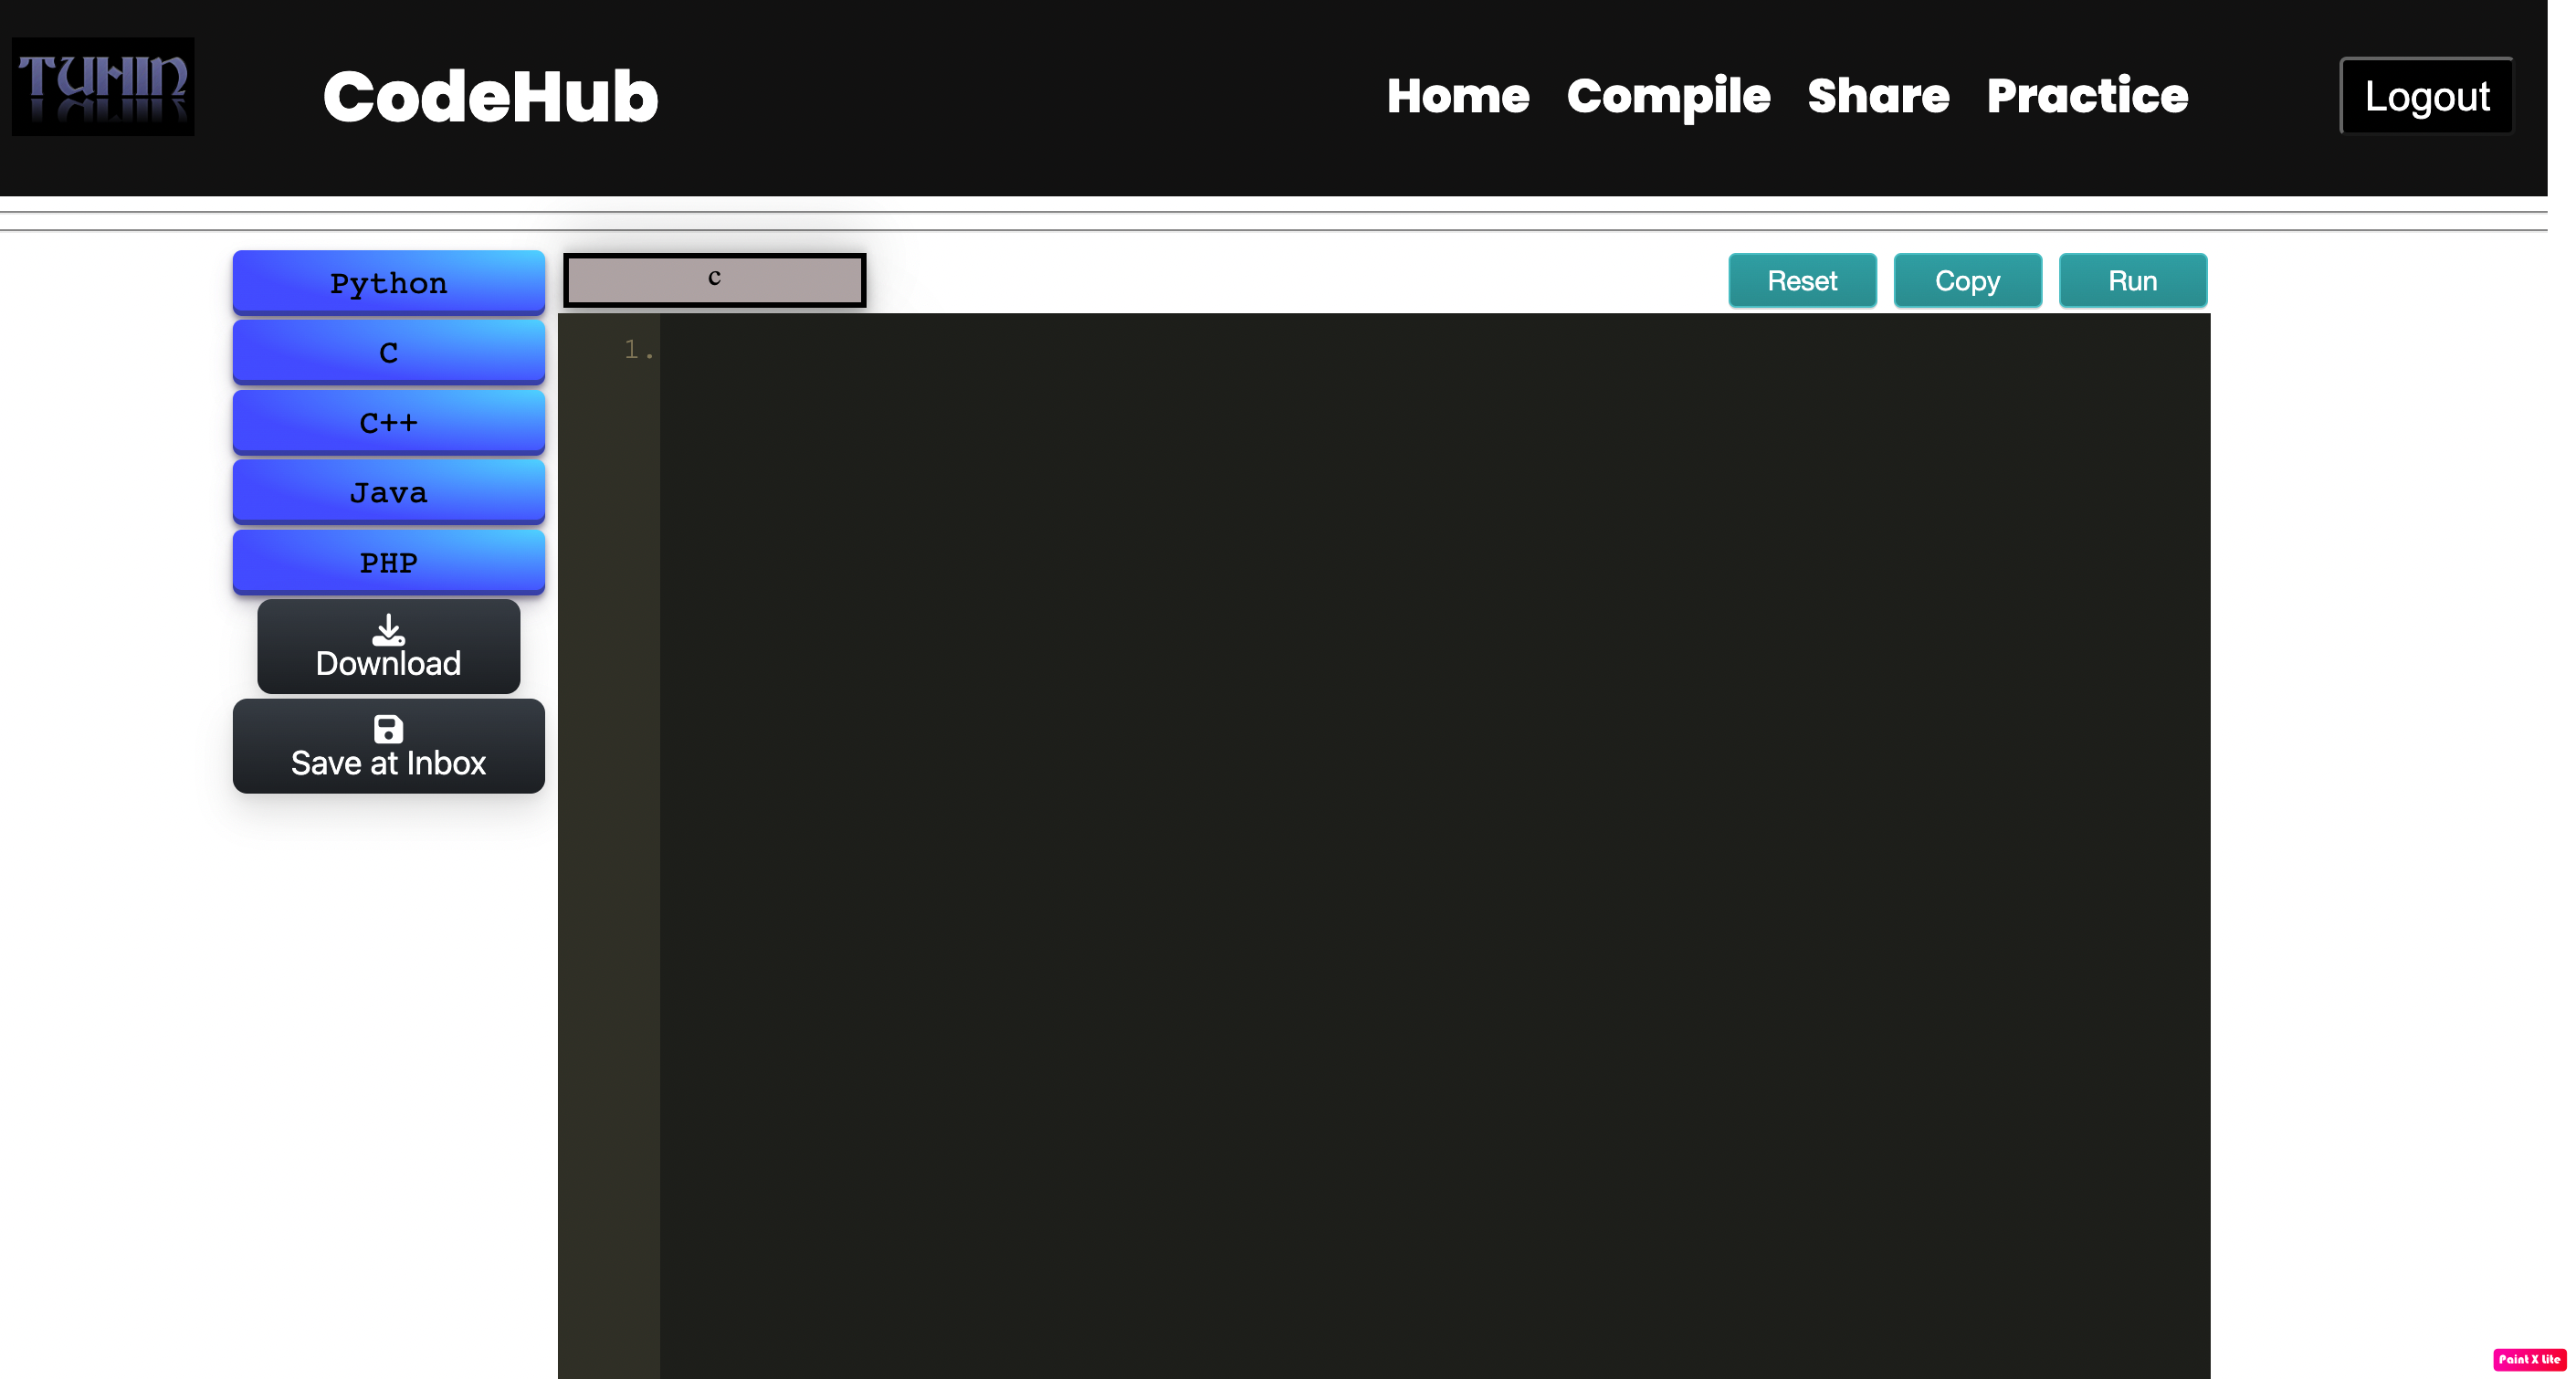 TUHIN
CodeHub
Home Compile Share Practice
Logout
Python
C
C++
Java
PHP
Download
Save at Inbox
c
Reset Copy Run
1.
Paint X Lite